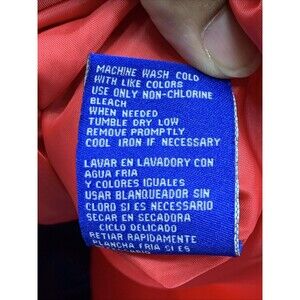 MACHINE WASH COLD
WITH LIKE COLORS
USE ONLY NON-CHLORINE
BLEACH
WHEN NEEDED
TUMBLE DRY LOW
REMOVE PROMPTLY
COOL IRON IF NECESSARY
LAVAR EN LAVADORY CON
AGUA FRIA
Y COLORES IGUALES
USAR BLANQUEADOR SIN
CLORO SI ES NECESSARIO
SECAR EN SECADORA
CICLO DELICADO
RETIAR RAPIDAMENTE
PLANCHA FRIA SI ES